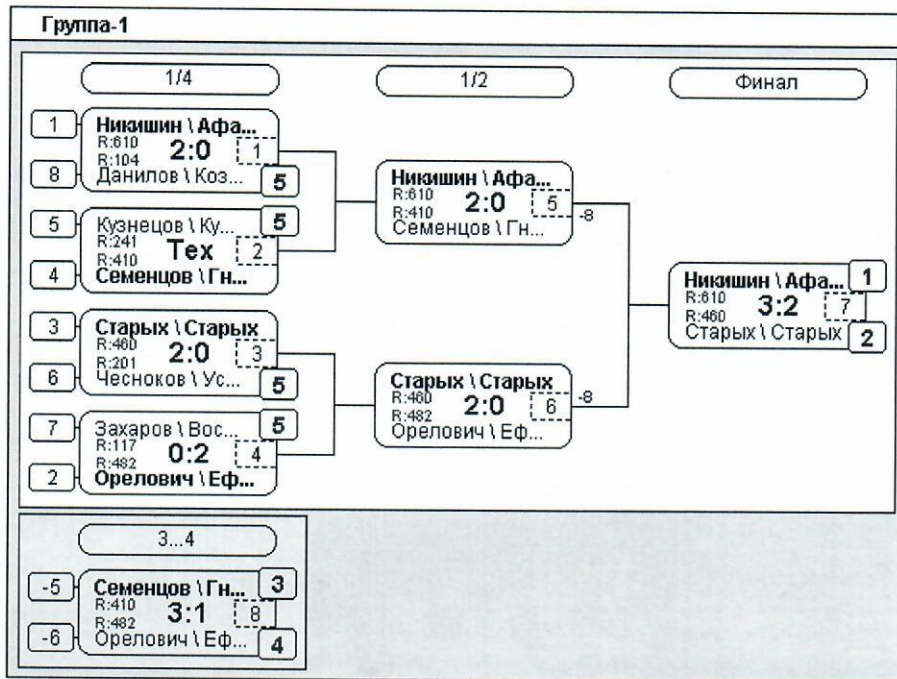 Группа-1
1/4
1/2
Финал
1
Никишин \ Афа...
R:610
R:104
2:0
1
8
Данилов \ Коз...
5
5
Кузнецов \ Ку...
5
R:241
R:410
Тех
2
4
Семенцов \ Гн...
3
Старых \ Старых
R:460
R:201
2:0
3
6
Чесноков \ Ус...
5
7
Захаров \ Вос...
5
R:117
R:482
0:2
4
2
Орелович \ Еф...
Никишин \ Афа...
R:610
R:410
2:0
5
-8
Семенцов \ Гн...
Старых \ Старых
R:460
R:482
2:0
6
-8
Орелович \ Еф...
Никишин \ Афа...
1
R:610
R:460
3:2
7
Старых \ Старых
2
3...4
-5
Семенцов \ Гн...
3
R:410
R:482
3:1
8
-6
Орелович \ Еф...
4